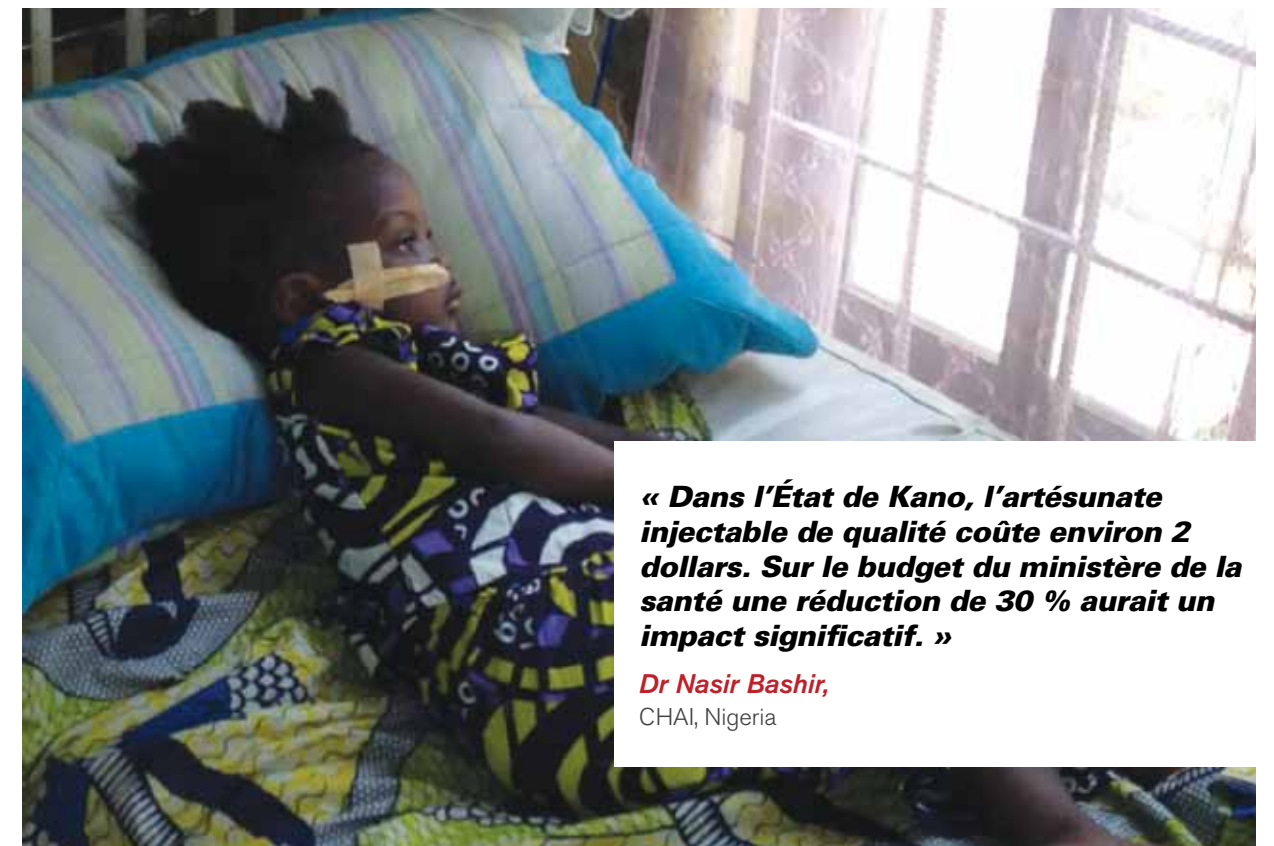 « Dans l’État de Kano, l’artésunate
injectable de qualité coûte environ 2
dollars. Sur le budget du ministère de la
santé une réduction de 30 % aurait un
impact significatif. »
Dr Nasir Bashir,
CHAI, Nigeria